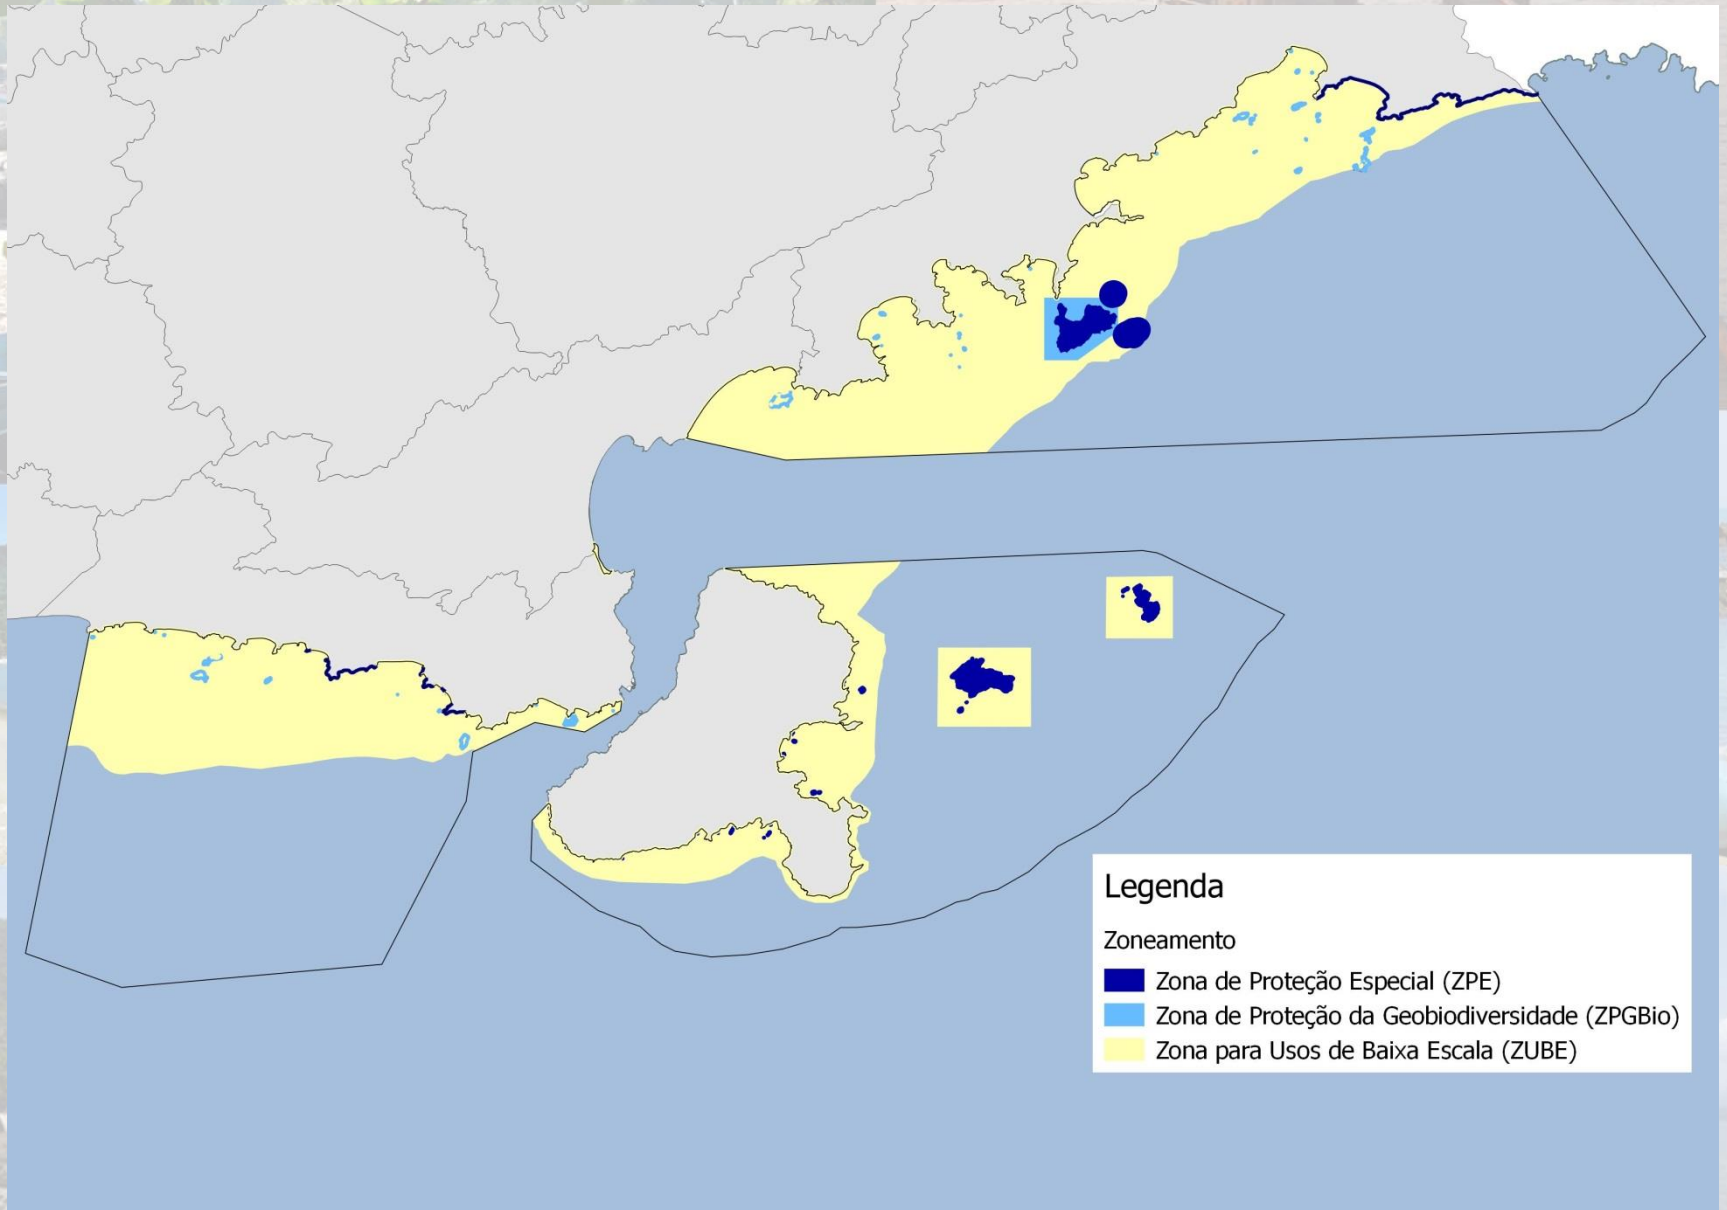 Legenda
Zoneamento
Zona de Proteção Especial (ZPE)
Zona de Proteção da Geobiodiversidade (ZPGBio)
Zona para Usos de Baixa Escala (ZUBE)